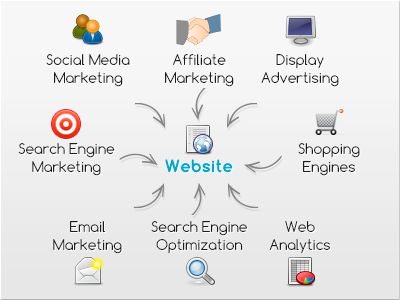 Social Media
Marketing
Affiliate
Marketing
Display
Advertising
Search Engine
Marketing
Website
Shopping
Engines
Email
Marketing
Search Engine
Optimization
Web
Analytics